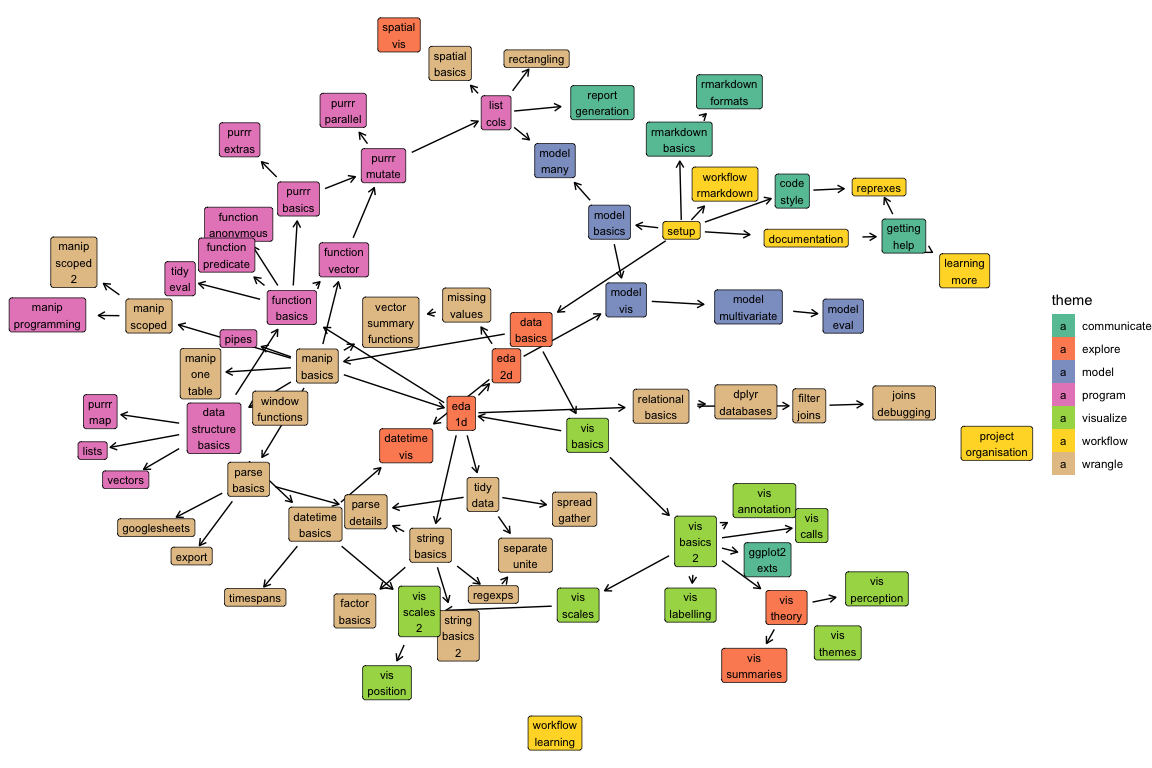 spatial
vis
spatial
basics
rectangling
list
cols
report
generation
rmarkdown
formats
purrr
parallel
purrr
extras
purrr
mutate
model
many
rmarkdown
basics
workflow
rmarkdown
code
style
reprexes
purrr
basics
function
anonymous
function
predicate
function
vector
model
basics
setup
documentation
getting
help
learning
more
manip
scoped
2
tidy
eval
manip
programming
manip
scoped
function
basics
vector
summary
functions
missing
values
data
basics
model
vis
model
multivariate
model
eval
theme
a communicate
a explore
a model
a program
a visualize
a workflow
a wrangle
pipes
manip
one
table
manip
basics
eda
2d
purrr
map
data
structure
basics
window
functions
eda
1d
relational
basics
dplyr
databases
filter
joins
joins
debugging
lists
vectors
datetime
vis
vis
basics
project
organisation
parse
basics
googlesheets
export
datetime
basics
parse
details
tidy
data
spread
gather
vis
annotation
vis
calls
string
basics
separate
unite
vis
basics
2
ggplot2
exts
timespans
factor
basics
vis
scales
2
regexps
string
basics
2
vis
scales
vis
labelling
vis
theory
vis
perception
vis
themes
vis
summaries
vis
position
workflow
learning